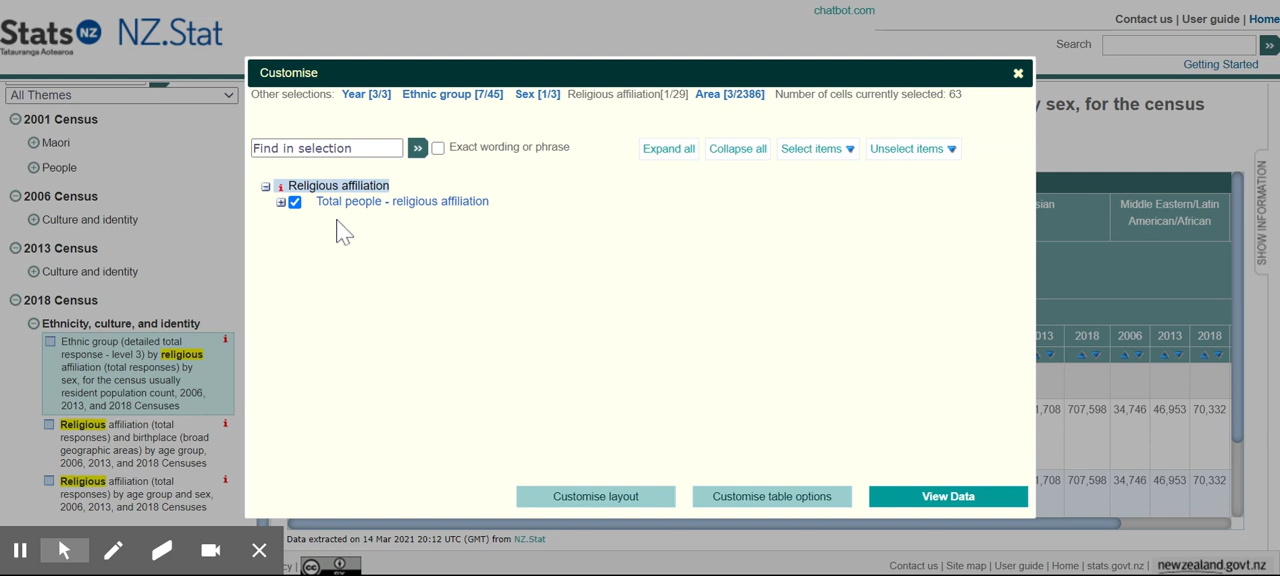 chatbot.com
Contact us | User guide | Home
Stats NZ NZ.Stat
Tatauranga Aotearoa
Search
»
Getting Started
Customise
Other selections: Year [3/3] Ethnic group [7/45] Sex [1/3] Religious affiliation[1/29] Area [3/2386] Number of cells currently selected: 63
Find in selection » Exact wording or phrase Expand all Collapse all Select items Unselect items
Religious affiliation
Total people - religious affiliation
Customise layout Customise table options View Data
All Themes
2001 Census
Maori
People
2006 Census
Culture and identity
2013 Census
Culture and identity
2018 Census
Ethnicity, culture, and identity
Ethnic group (detailed total
response - level 3) by religious
affiliation (total responses) by
sex, for the census usually
resident population count, 2006,
2013, and 2018 Censuses
Religious affiliation (total
responses) and birthplace (broad
geographic areas) by age group,
2006, 2013, and 2018 Censuses
Religious affiliation (total
responses) by age group and sex,
2006, 2013, and 2018 Censuses
y sex, for the census
SHOW INFORMATION
sian Middle Eastern/Latin
American/African
013 2018 2006 2013 2018
1,708 707,598 34,746 46,953 70,332
1,708 707,598 34,746 46,953 70,332
Data extracted on 14 Mar 2021 20:12 UTC (GMT) from NZ.Stat
cy | cc
Contact us | Site map | User guide | Home | stats.govt.nz | newzealand.govt.nz